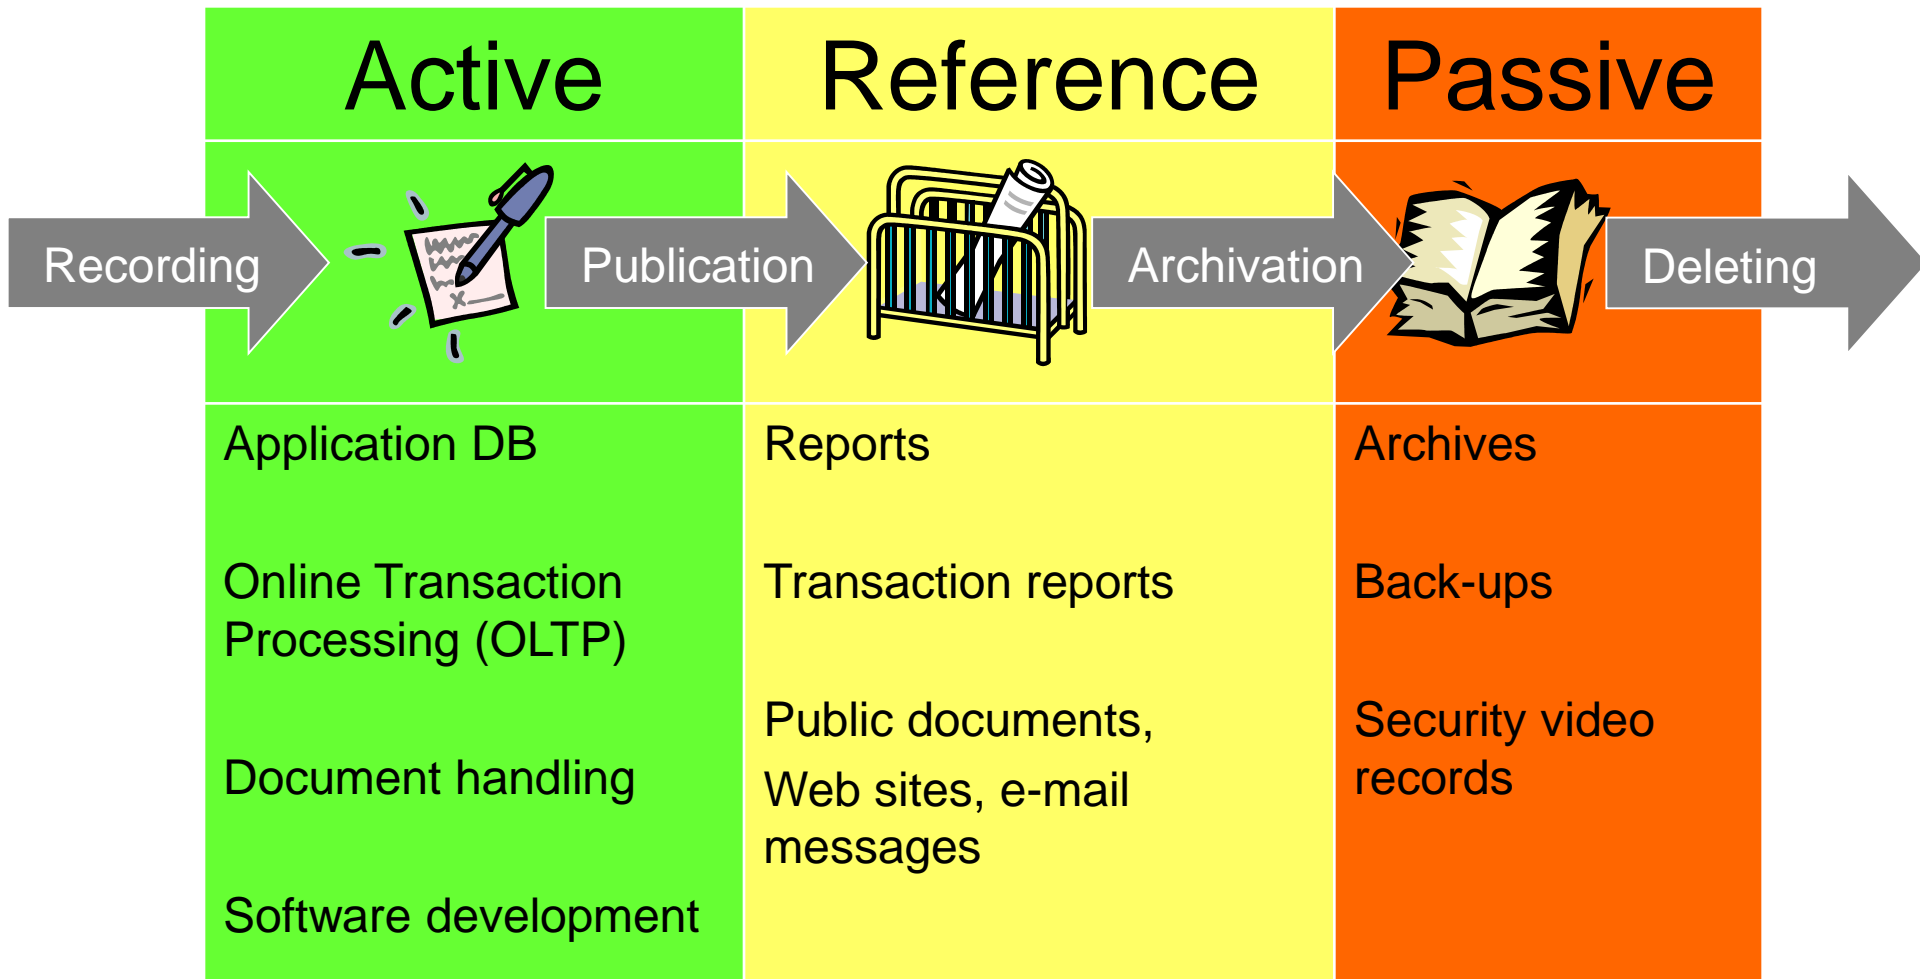 Active
Reference
Passive
Recording
Publication
Archivation
Deleting
Application DB
Online Transaction
Processing (OLTP)
Document handling
Software development
Reports
Transaction reports
Public documents,
Web sites, e-mail
messages
Archives
Back-ups
Security video
records